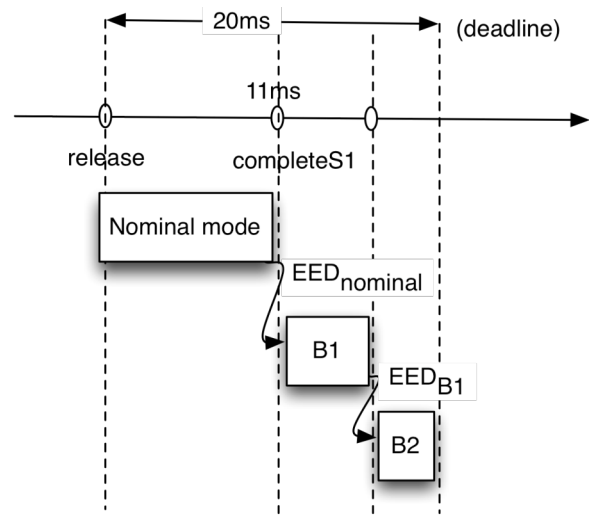 20ms
(deadline)
11ms
release
completeS1
Nominal mode
EEDnominal
B1
EEDB1
B2